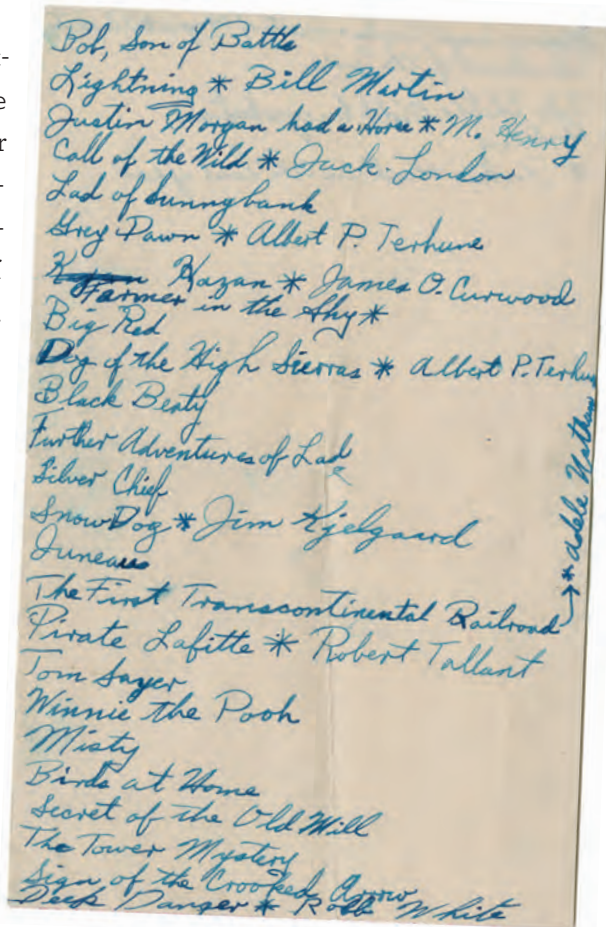 Bob, Son of Battle
Lightning * Bill Martin
Justin Morgan had a Horse * M. Henry
Call of the Wild * Jack London
Lad of Sunnybank
Grey Dawn * Albert P. Terhune
Kazan Kazan * James O. Curwood
Farmer in the Sky *
Big Red
Dog of the High Sierras * Albert P. Terhune
Black Beuty
Further Adventures of Lad
Silver Chief
Snow Dog * Jim Kjelgaard
Juneau
The First Transcontinental Railroad
* Adele Nathan
Pirate Lafitte * Robert Tallant
Tom Sayer
Winnie the Pooh
Misty
Birds at Home
Secret of the Old Mill
The Tower Mystery
Sign of the Crooked Arrow
Deep Danger * Robb White